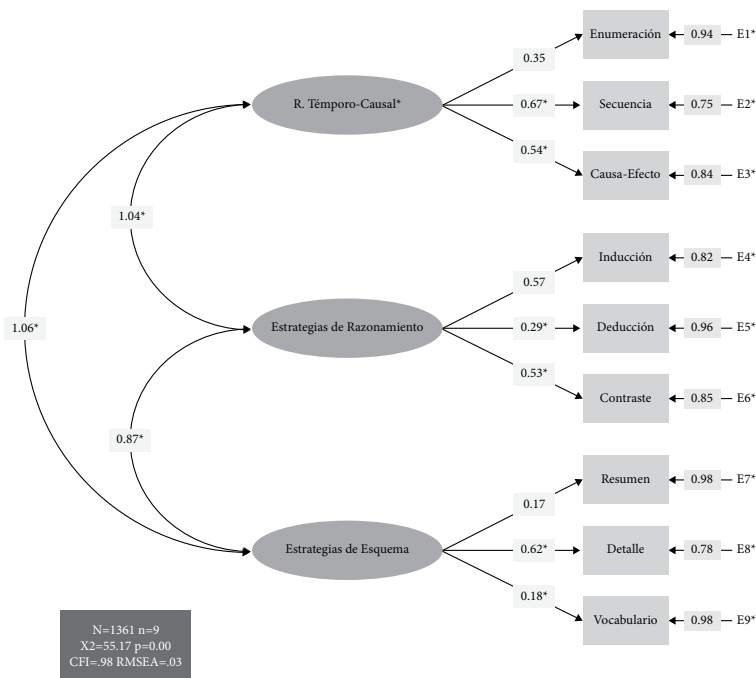 Enumeración
0.94
E1*
0.35
R. Témporo-Causal*
0.67*
Secuencia
0.75
E2*
0.54*
Causa-Efecto
0.84
E3*
1.04*
Inducción
0.82
E4*
0.57
1.06*
Estrategias de Razonamiento
0.29*
Deducción
0.96
E5*
0.53*
Contraste
0.85
E6*
0.87*
Resumen
0.98
E7*
0.17
Estrategias de Esquema
0.62*
Detalle
0.78
E8*
0.18*
Vocabulario
0.98
E9*
N=1361 n=9
X2=55.17 p=0.00
CFI=.98 RMSEA=.03